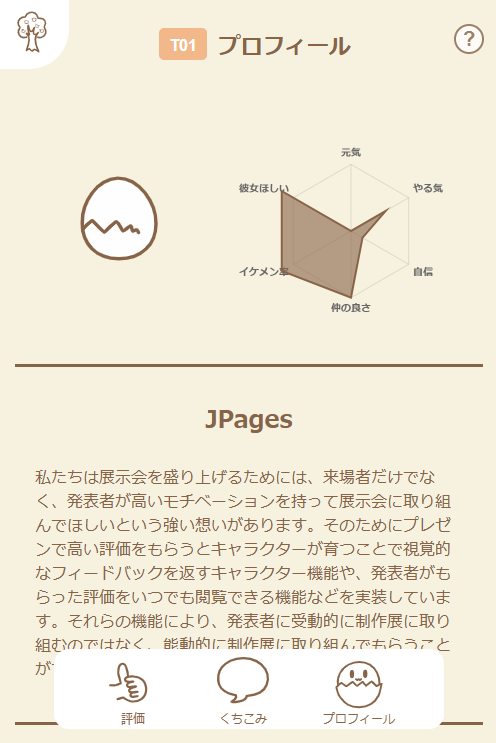 T01 プロフィール
?
元気
彼女ほしい
やる気
イケメン率
自信
仲の良さ
JPages
私たちは展示会を盛り上げるためには、来場者だけでな
く、発表者が高いモチベーションを持って展示会に取り組
んでほしいという強い想いがあります。そのためにプレゼ
ンで高い評価をもらうとキャラクターが育つことで視覚的
なフィードバックを返すキャラクター機能や、発表者がも
らった評価をいつでも閲覧できる機能などを実装していま
す。それらの機能により、発表者に受動的に制作展に取り
組むのではなく、能動的に制作展に取り組んでもらうこと
が
評価
くちこみ
プロフィール